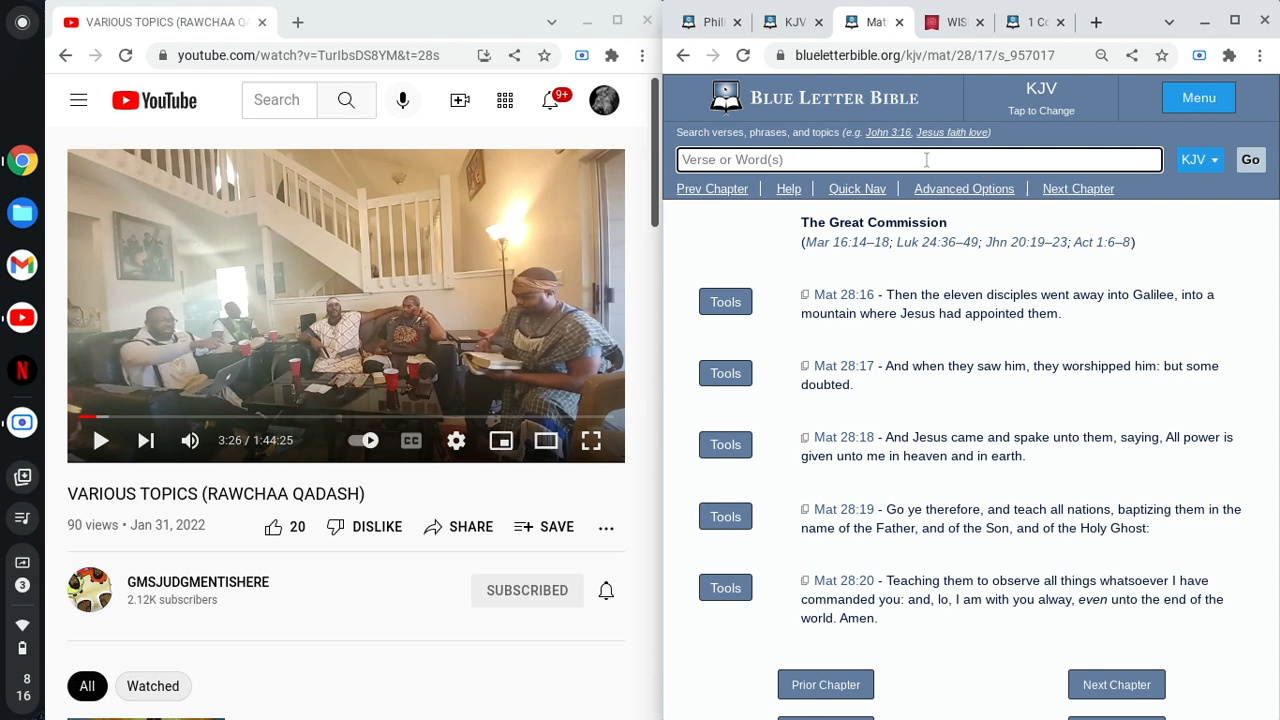 VARIOUS TOPICS (RAWCHAA Q
youtube.com/watch?v=TurIbsDS8YM&t=28s
YouTube
Search
9+
3:26 / 1:44:25
CC
VARIOUS TOPICS (RAWCHAA QADASH)
90 views • Jan 31, 2022
20
DISLIKE
SHARE
SAVE
GMSJUDGMENTISHERE
2.12K subscribers
SUBSCRIBED
All
Watched
3
8
16
Phili
KJV
Mat
WIS
1 Co
blueletterbible.org/kjv/mat/28/17/s_957017
BLUE LETTER BIBLE
KJV
Tap to Change
Menu
Search verses, phrases, and topics (e.g. John 3:16, Jesus faith love)
Verse or Word(s)
KJV
Go
Prev Chapter
Help
Quick Nav
Advanced Options
Next Chapter
The Great Commission
(Mar 16:14–18; Luk 24:36–49; Jhn 20:19–23; Act 1:6–8)
Tools
Mat 28:16 - Then the eleven disciples went away into Galilee, into a
mountain where Jesus had appointed them.
Tools
Mat 28:17 - And when they saw him, they worshipped him: but some
doubted.
Tools
Mat 28:18 - And Jesus came and spake unto them, saying, All power is
given unto me in heaven and in earth.
Tools
Mat 28:19 - Go ye therefore, and teach all nations, baptizing them in the
name of the Father, and of the Son, and of the Holy Ghost:
Tools
Mat 28:20 - Teaching them to observe all things whatsoever I have
commanded you: and, lo, I am with you alway, even unto the end of the
world. Amen.
Prior Chapter
Next Chapter